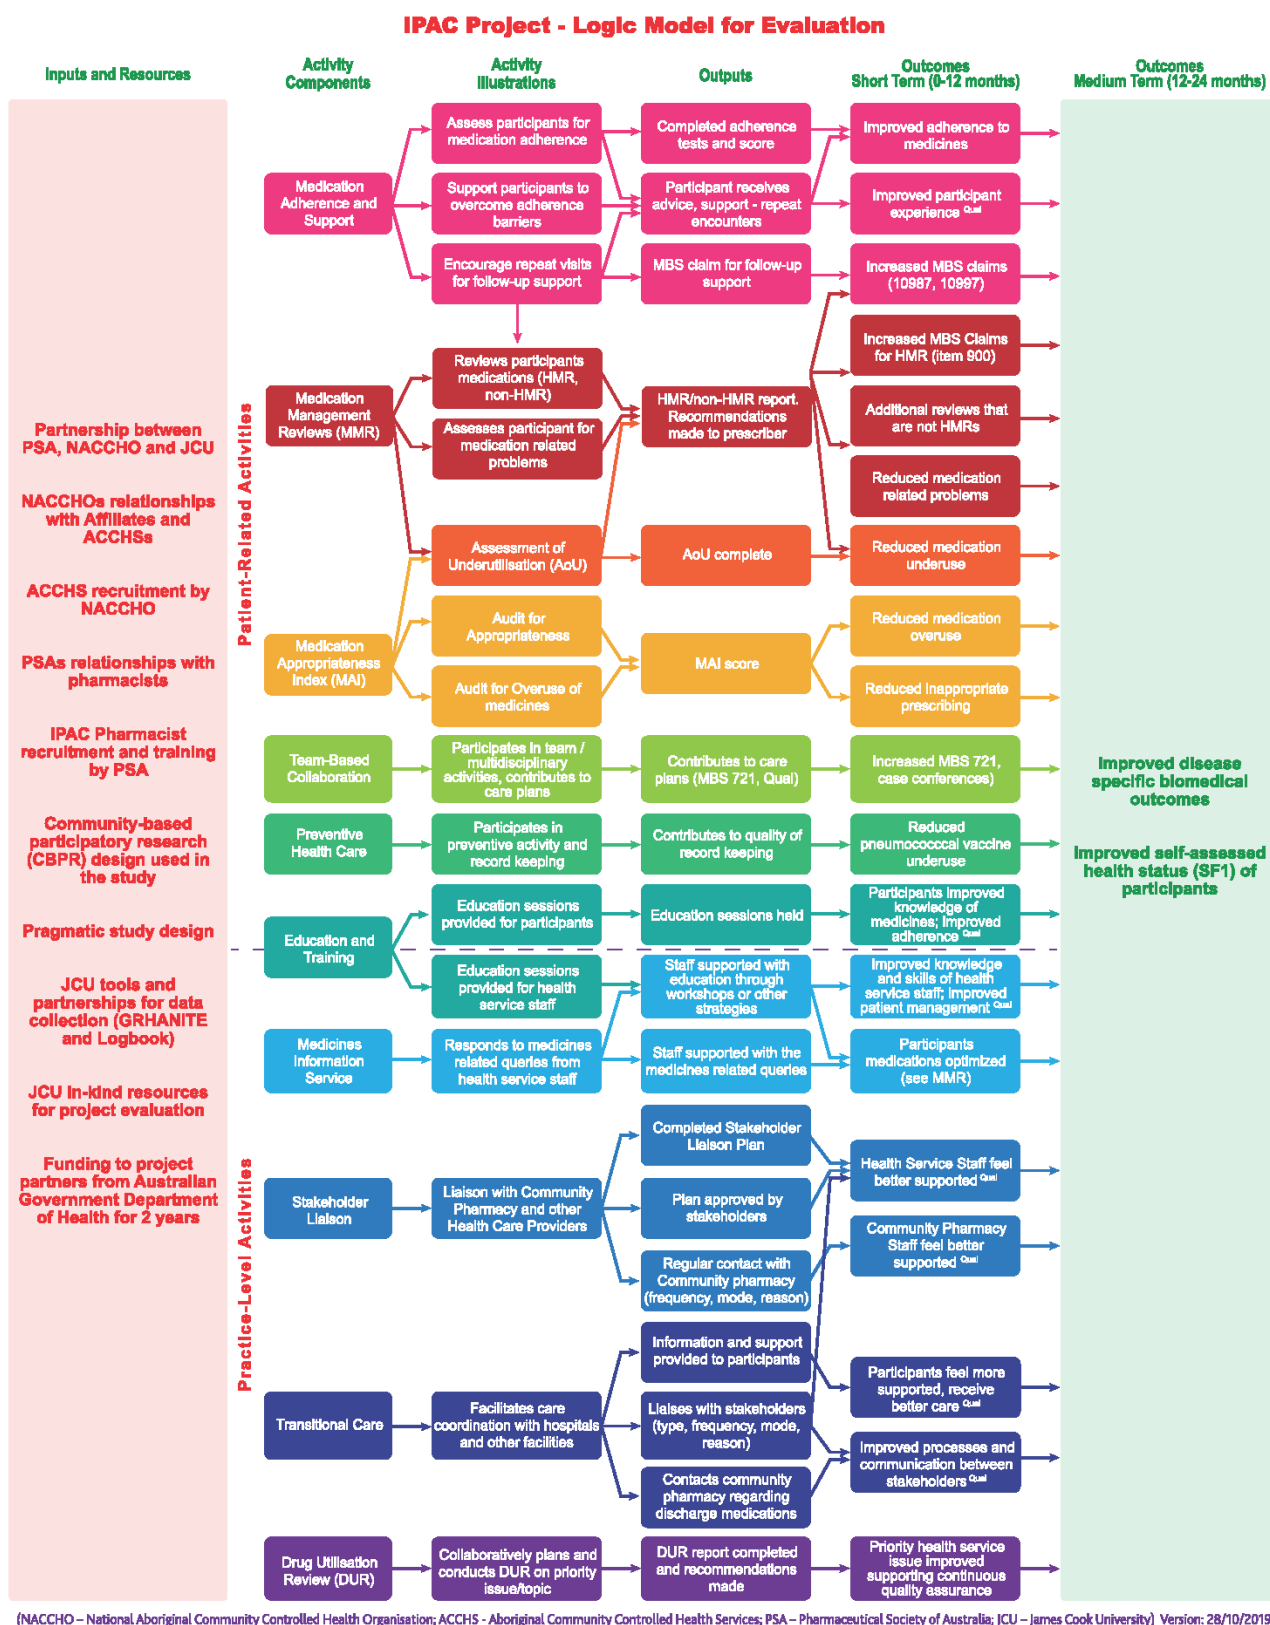 IPAC Project - Logic Model for Evaluation
Inputs and Resources
Activity
Components
Activity
Illustrations
Outputs
Outcomes
Short Term (0-12 months)
Outcomes
Medium Term (12-24 months)
Partnership between
PSA, NACCHO and JCU
NACCHOs relationships
with Affiliates and
ACCHSs
ACCHS recruitment by
NACCHO
PSAs relationships with
pharmacists
IPAC Pharmacist
recruitment and training
by PSA
Community-based
participatory research
(CBPR) design used in
the study
Pragmatic study design
JCU tools and
partnerships for data
collection (GRHANITE
and Logbook)
JCU in-kind resources
for project evaluation
Funding to project
partners from Australian
Government Department
of Health for 2 years
Patient-Related Activities
Medication
Adherence and
Support
Assess participants for
medication adherence
Support participants to
overcome adherence
barriers
Encourage repeat visits
for follow-up support
Completed adherence
tests and score
Participant receives
advice, support - repeat
encounters
MBS claim for follow-up
support
Improved adherence to
medicines
Improved participant
experience Qual
Increased MBS claims
(10987, 10997)
Medication
Management
Reviews (MMR)
Reviews participants
medications (HMR,
non-HMR)
Assesses participant for
medication related
problems
HMR/non-HMR report.
Recommendations
made to prescriber
Increased MBS Claims
for HMR (item 900)
Additional reviews that
are not HMRs
Reduced medication
related problems
Assessment of
Underutilisation (AoU)
AoU complete
Reduced medication
underuse
Medication
Appropriateness
Index (MAI)
Audit for
Appropriateness
Audit for Overuse of
medicines
MAI score
Reduced medication
overuse
Reduced inappropriate
prescribing
Team-Based
Collaboration
Participates in team /
multidisciplinary
activities, contributes to
care plans
Contributes to care
plans (MBS 721, Qual)
Increased MBS 721,
case conferences)
Preventive
Health Care
Participates in
preventive activity and
record keeping
Contributes to quality of
record keeping
Reduced
pneumococccal vaccine
underuse
Education and
Training
Education sessions
provided for participants
Education sessions held
Participants improved
knowledge of
medicines; improved
adherence Qual
Education sessions
provided for health
service staff
Staff supported with
education through
workshops or other
strategies
Improved knowledge
and skills of health
service staff; improved
patient management Qual
Practice-Level Activities
Medicines
Information
Service
Responds to medicines
related queries from
health service staff
Staff supported with the
medicines related queries
Participants
medications optimized
(see MMR)
Stakeholder
Liaison
Liaison with Community
Pharmacy and other
Health Care Providers
Completed Stakeholder
Liaison Plan
Plan approved by
stakeholders
Regular contact with
Community pharmacy
(frequency, mode, reason)
Health Service Staff feel
better supported Qual
Community Pharmacy
Staff feel better
supported Qual
Transitional Care
Facilitates care
coordination with hospitals
and other facilities
Information and support
provided to participants
Liaises with stakeholders
(type, frequency, mode,
reason)
Contacts community
pharmacy regarding
discharge medications
Participants feel more
supported, receive
better care Qual
Improved processes and
communication between
stakeholders Qual
Drug Utilisation
Review (DUR)
Collaboratively plans and
conducts DUR on priority
issue/topic
DUR report completed
and recommendations
made
Priority health service
issue improved
supporting continuous
quality assurance
Improved disease
specific biomedical
outcomes
Improved self-assessed
health status (SF1) of
participants
(NACCHO – National Aboriginal Community Controlled Health Organisation; ACCHS - Aboriginal Community Controlled Health Services; PSA – Pharmaceutical Society of Australia; JCU – James Cook University) Version: 28/10/2019